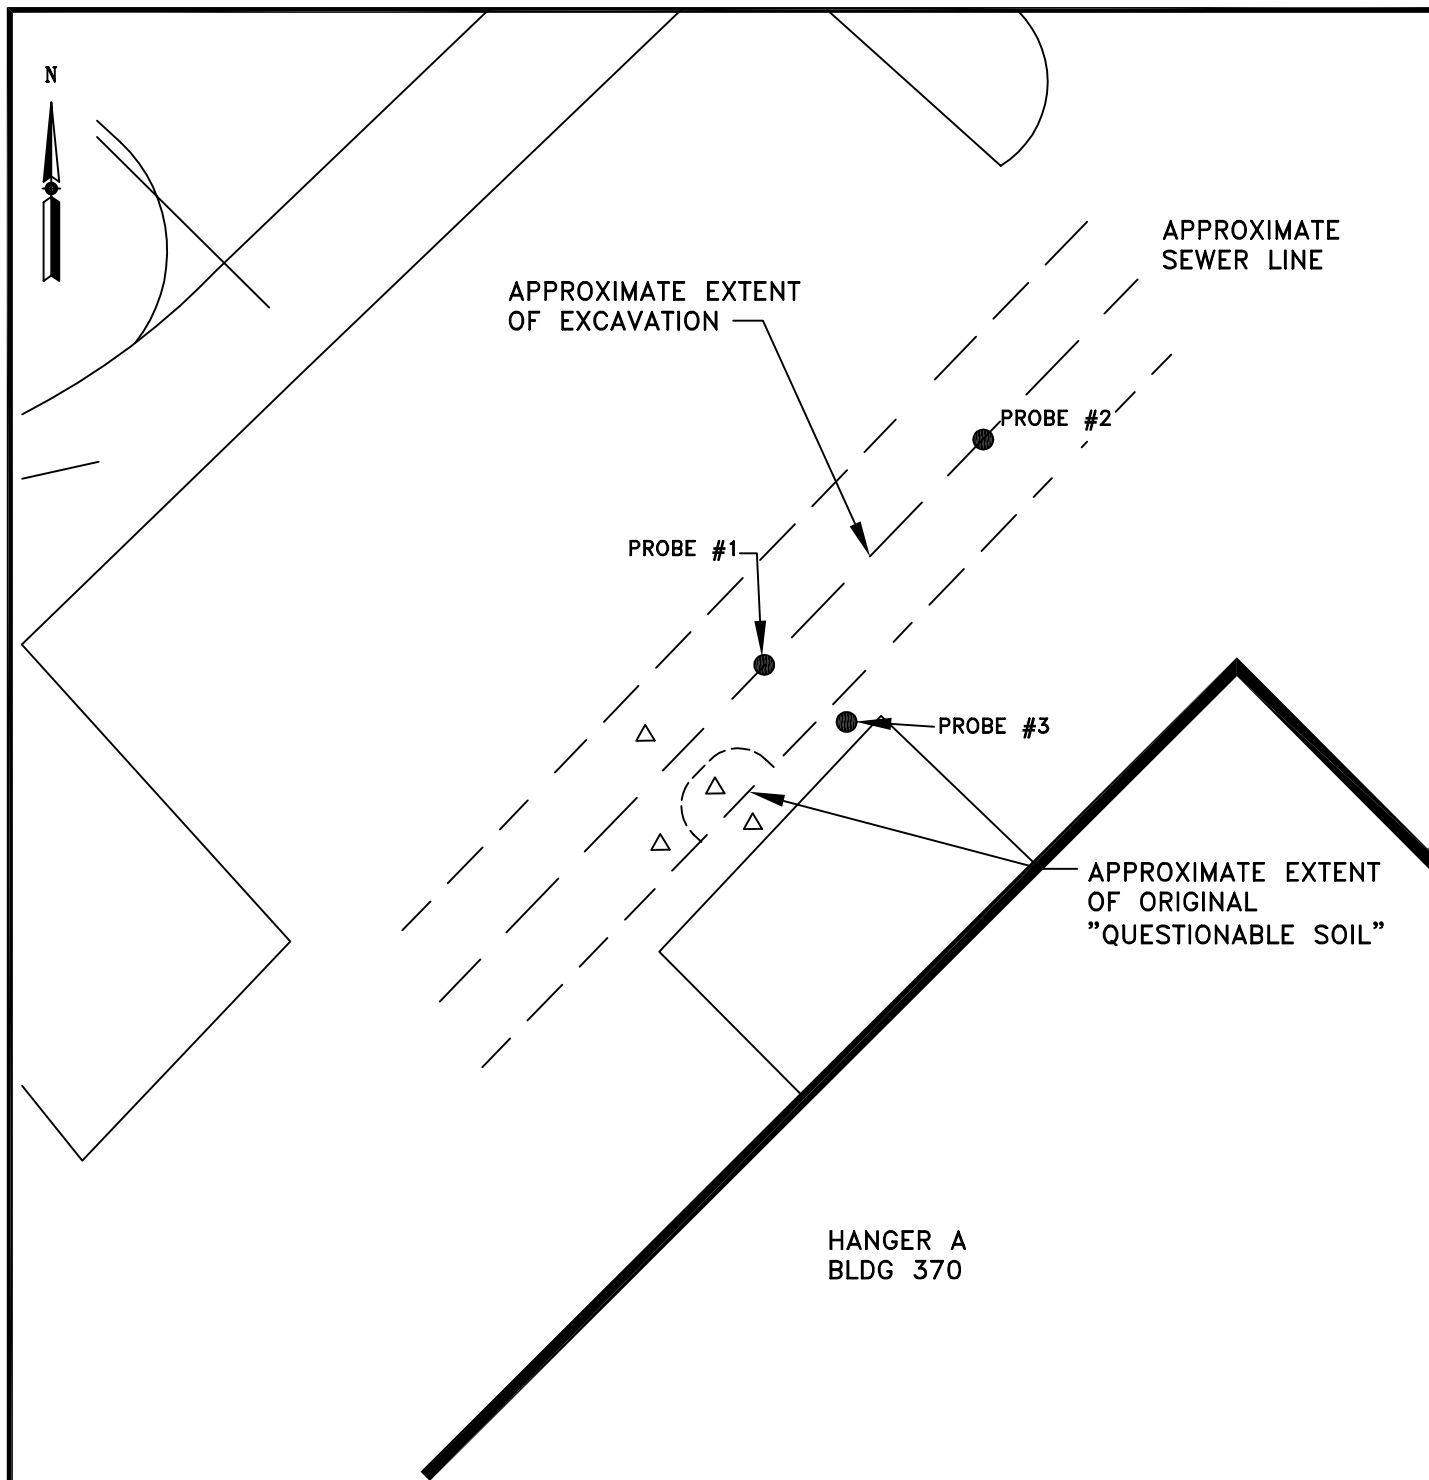 N
APPROXIMATE
SEWER LINE
APPROXIMATE EXTENT
OF EXCAVATION
PROBE #2
PROBE #1
PROBE #3
APPROXIMATE EXTENT
OF ORIGINAL
"QUESTIONABLE SOIL"
HANGER A
BLDG 370